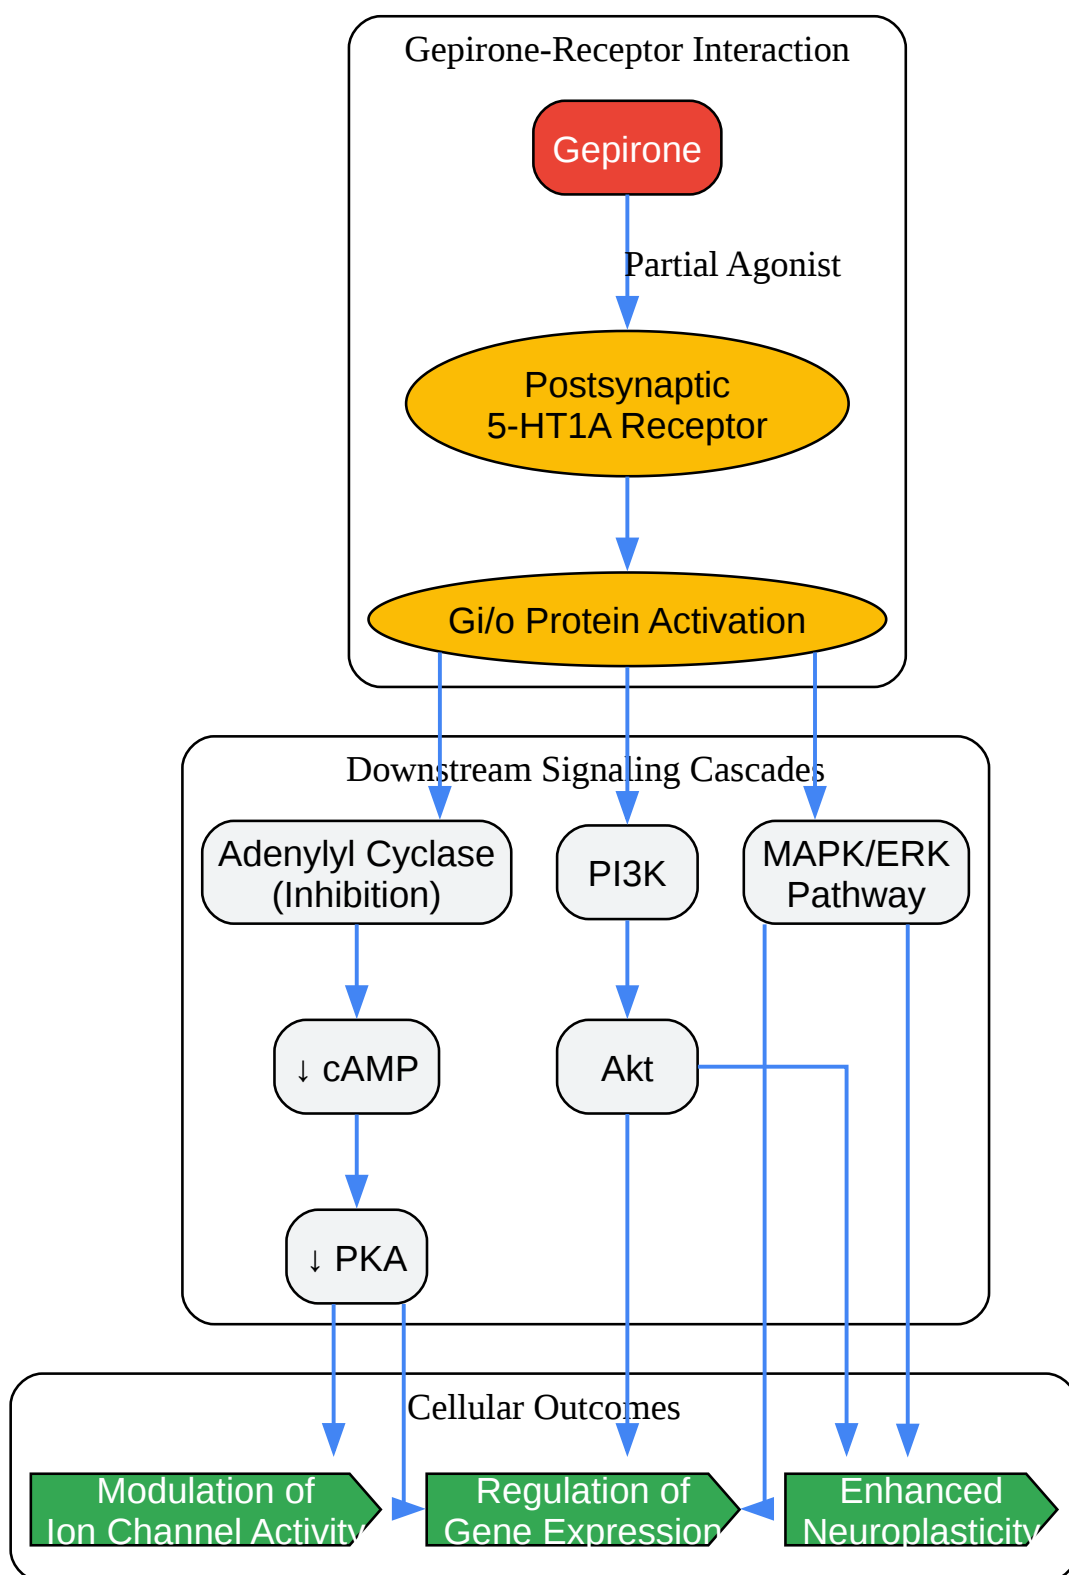 Gepirone-Receptor Interaction
Gepirone
Partial Agonist
Postsynaptic
5-HT1A Receptor
Gi/o Protein Activation
Downstream Signaling Cascades
Adenylyl Cyclase
(Inhibition)
PI3K
MAPK/ERK
Pathway
↓ cAMP
Akt
↓ PKA
Cellular Outcomes
Modulation of
Ion Channel Activity
Regulation of
Gene Expression
Enhanced
Neuroplasticity